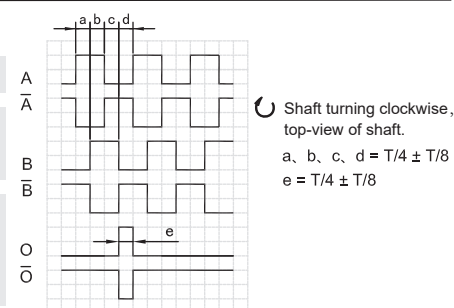 a b c d
A
A̅
B
B̅
e
O
O̅
Shaft turning clockwise，
top-view of shaft.
a、b、c、d = T/4 ± T/8
e = T/4 ± T/8